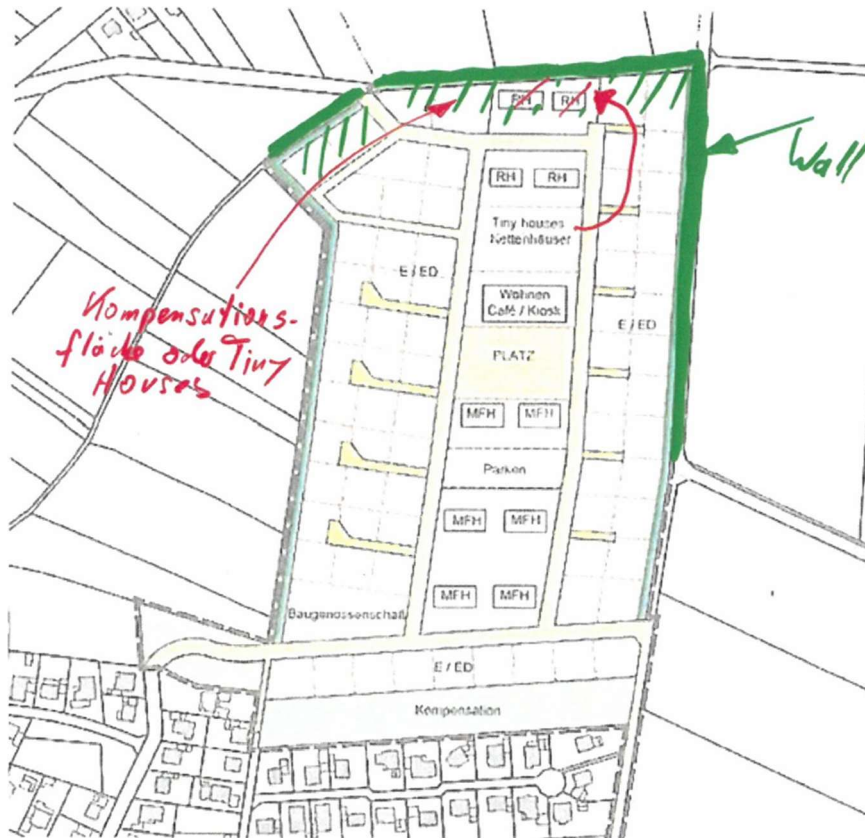 RH RH
Wall
RH RH
Tiny houses
Kettenhäuser
E / ED
Wohnen
Café / Kiosk
E / ED
Kompensations-
fläche oder Tiny
Houses
PLATZ
MFH MFH
Parken
MFH MFH
MFH MFH
Baugenossenschaft
E / ED
Kompensation